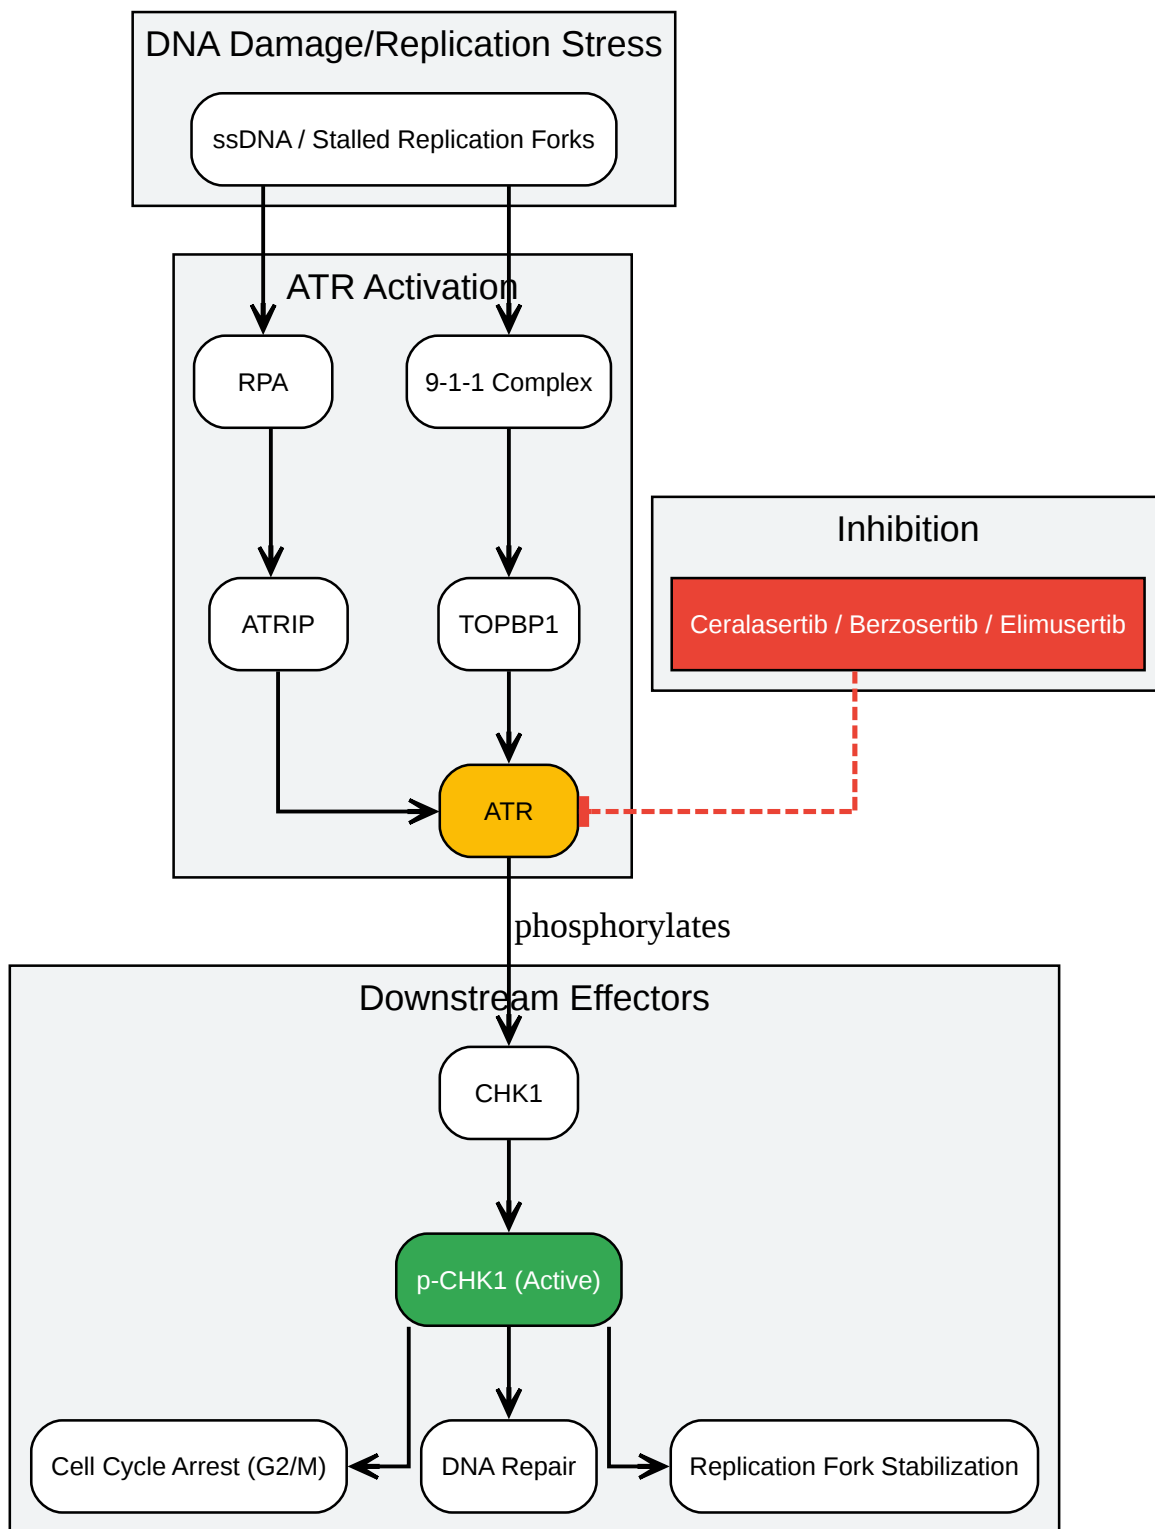 DNA Damage/Replication Stress
ssDNA / Stalled Replication Forks
ATR Activation
RPA
9-1-1 Complex
Inhibition
ATRIP
TOPBP1
Ceralasertib / Berzosertib / Elimusertib
ATR
phosphorylates
Downstream Effectors
CHK1
p-CHK1 (Active)
Cell Cycle Arrest (G2/M)
DNA Repair
Replication Fork Stabilization